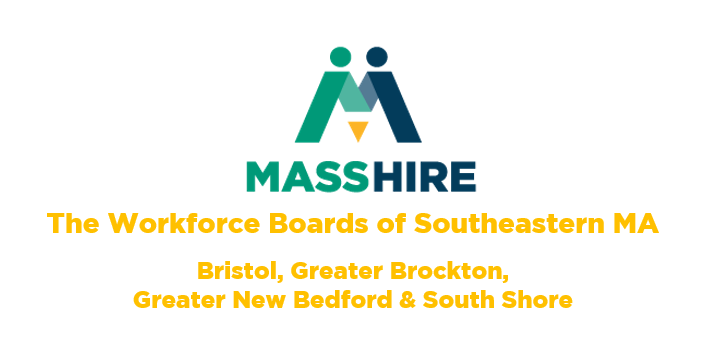 MASSHIRE
The Workforce Boards of Southeastern MA
Bristol, Greater Brockton,
Greater New Bedford & South Shore